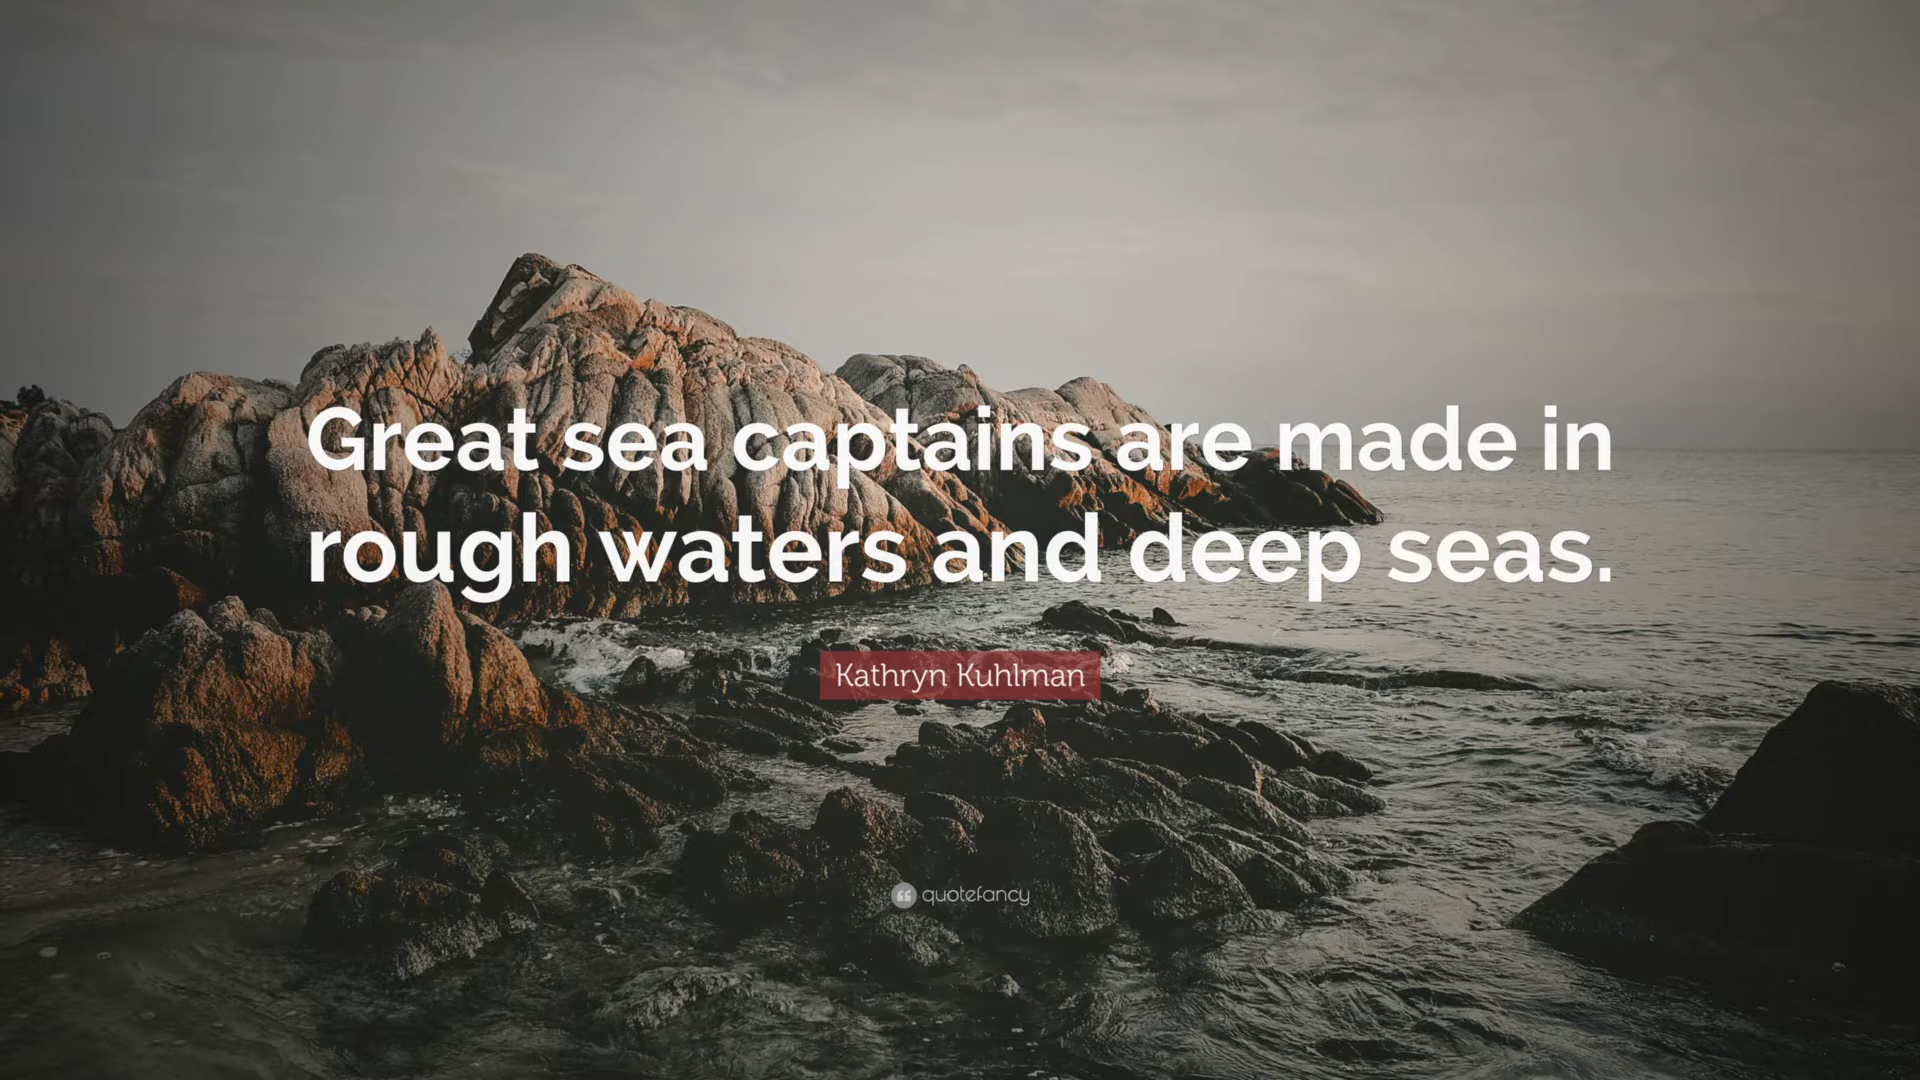 Great sea captains are made in
rough waters and deep seas.
Kathryn Kuhlman
quotefancy